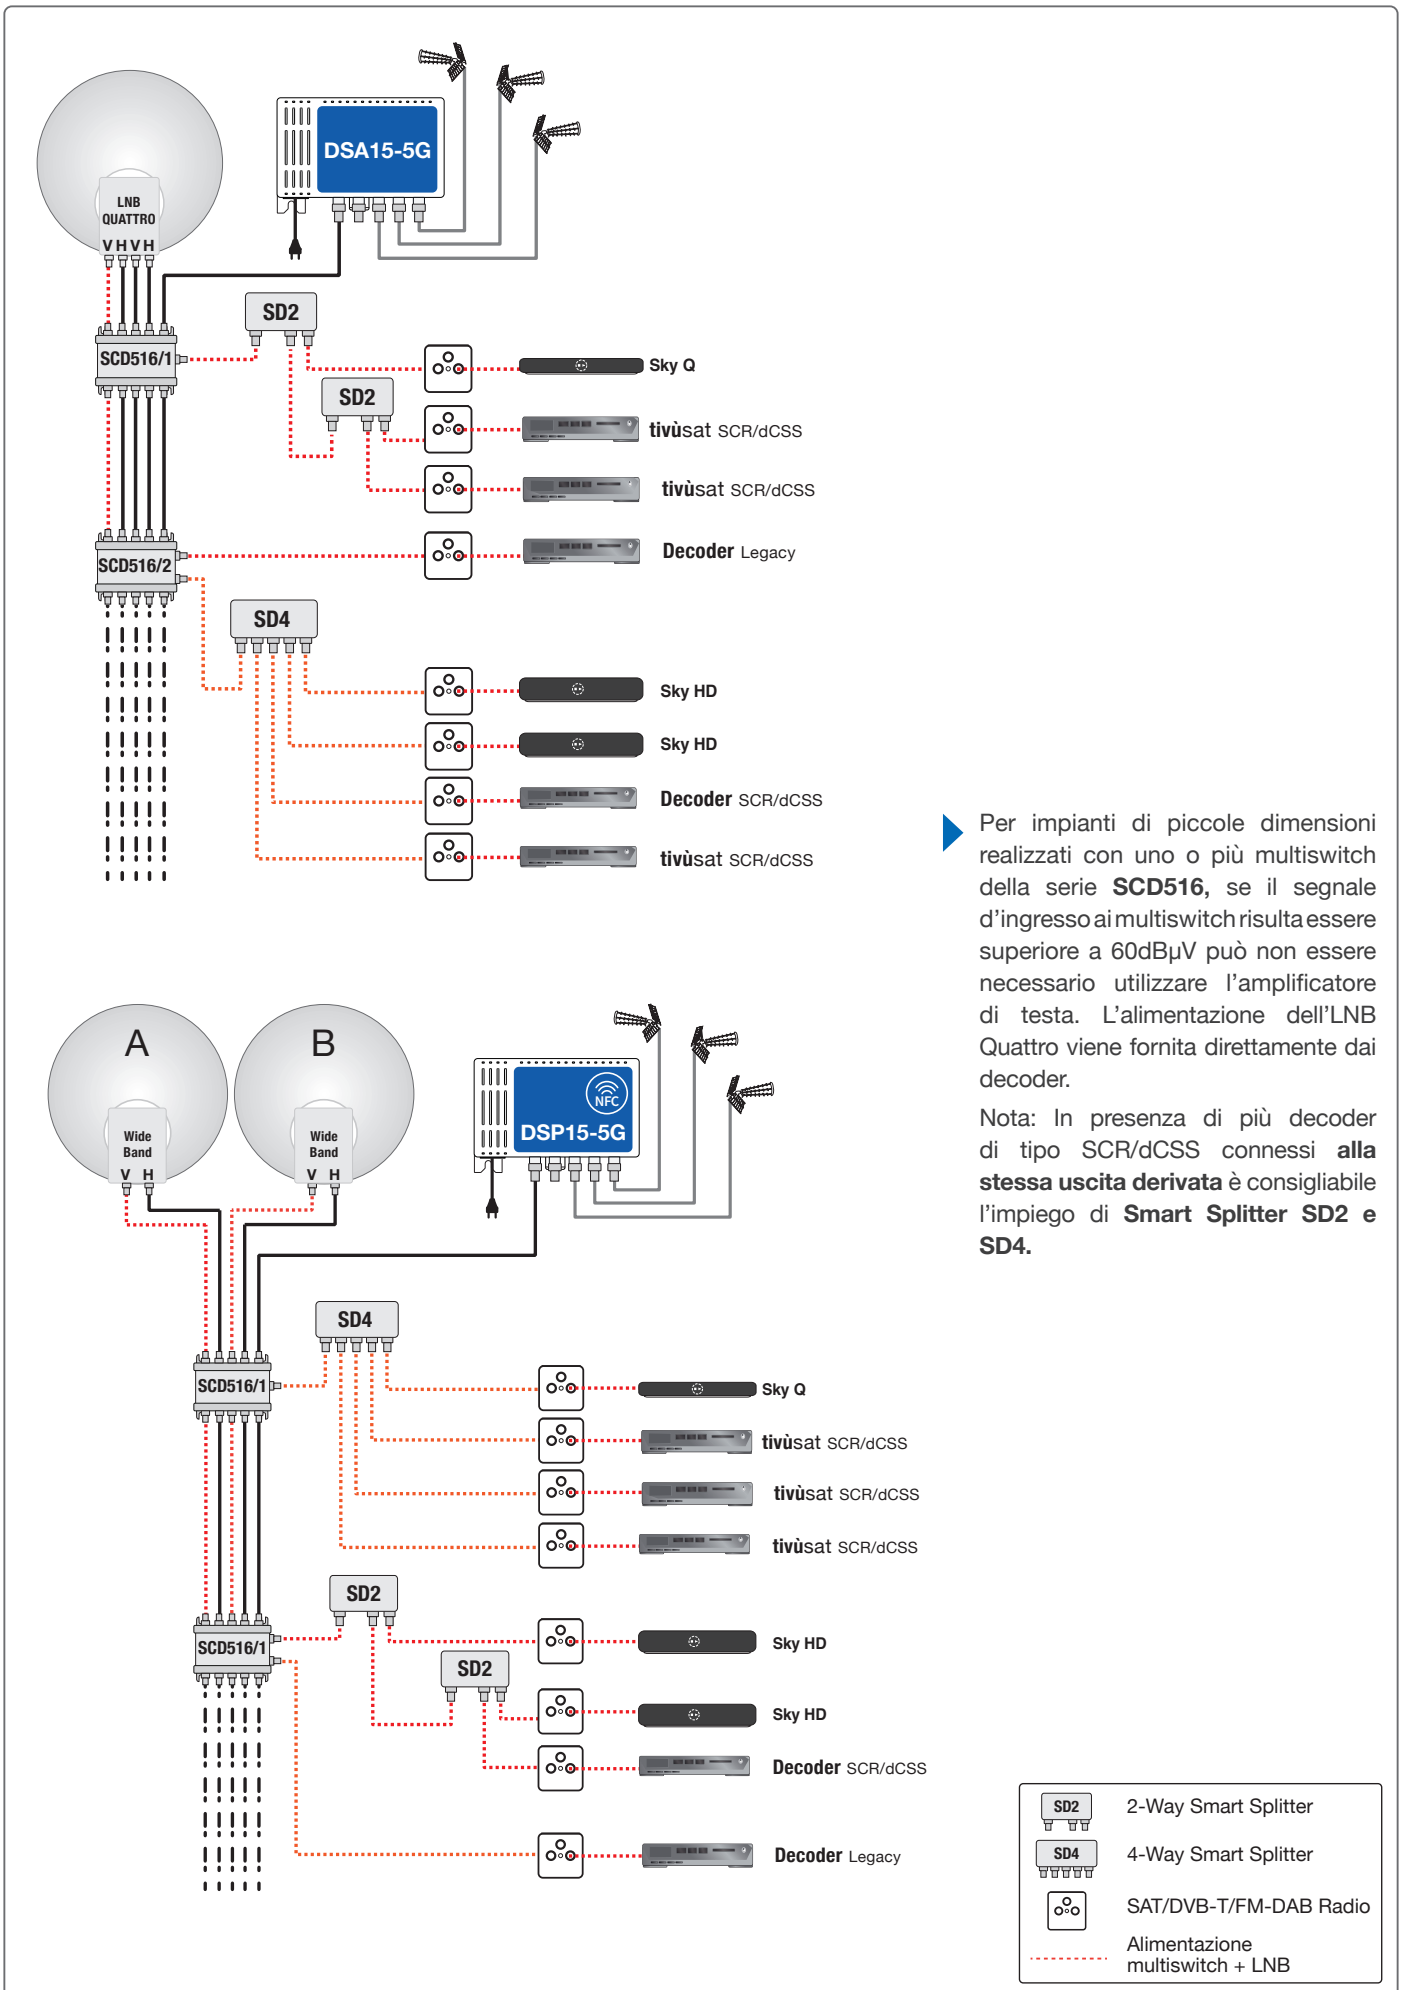 DSA15-5G
LNB
QUATTRO
V H V H
SD2
SCD516/1
Sky Q
SD2
tivùsat SCR/dCSS
tivùsat SCR/dCSS
Decoder Legacy
SCD516/2
SD4
Sky HD
Sky HD
Decoder SCR/dCSS
tivùsat SCR/dCSS
Per impianti di piccole dimensioni
realizzati con uno o più multiswitch
della serie SCD516, se il segnale
d'ingresso ai multiswitch risulta essere
superiore a 60dBµV può non essere
necessario utilizzare l'amplificatore
di testa. L'alimentazione dell'LNB
Quattro viene fornita direttamente dai
decoder.
Nota: In presenza di più decoder
di tipo SCR/dCSS connessi alla
stessa uscita derivata è consigliabile
l'impiego di Smart Splitter SD2 e
SD4.
A
B
NFC
DSP15-5G
Wide
Band
V H
Wide
Band
V H
SD4
SCD516/1
Sky Q
tivùsat SCR/dCSS
tivùsat SCR/dCSS
tivùsat SCR/dCSS
SD2
SCD516/1
Sky HD
SD2
Sky HD
Decoder SCR/dCSS
Decoder Legacy
SD2 2-Way Smart Splitter
SD4 4-Way Smart Splitter
SAT/DVB-T/FM-DAB Radio
Alimentazione
multiswitch + LNB